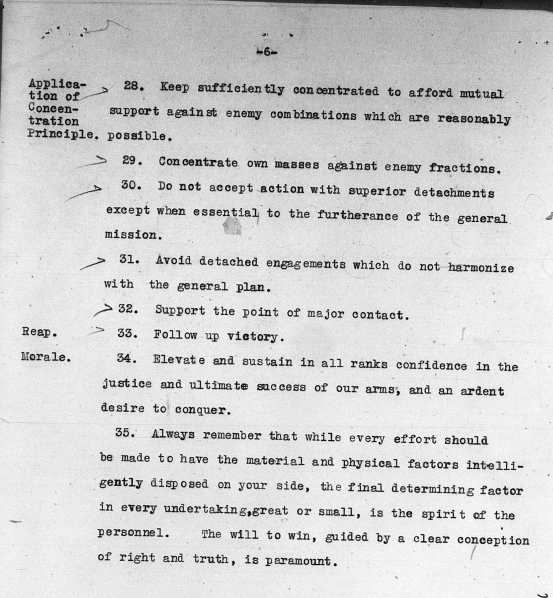 -6-
Applica-
tion of
Concen-
tration
Principle.
28. Keep sufficiently concentrated to afford mutual
support against enemy combinations which are reasonably
possible.
29. Concentrate own masses against enemy fractions.
30. Do not accept action with superior detachments
except when essential to the furtherance of the general
mission.
31. Avoid detached engagements which do not harmonize
with the general plan.
32. Support the point of major contact.
Reap.
33. Follow up victory.
Morale.
34. Elevate and sustain in all ranks confidence in the
justice and ultimate success of our arms, and an ardent
desire to conquer.
35. Always remember that while every effort should
be made to have the material and physical factors intelli-
gently disposed on your side, the final determining factor
in every undertaking,great or small, is the spirit of the
personnel. The will to win, guided by a clear conception
of right and truth, is paramount.